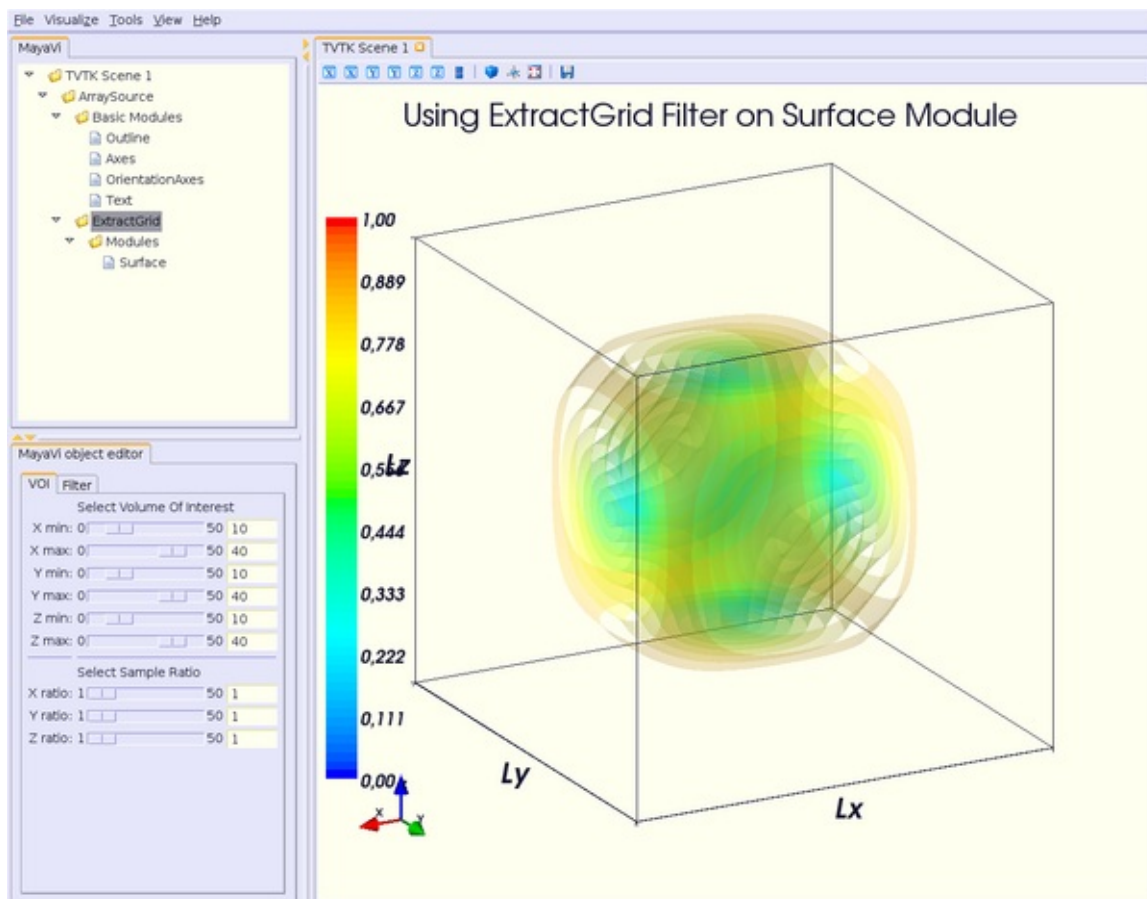 File Visualize Tools View Help
MayaVi
TVTK Scene 1
ArraySource
Basic Modules
Outline
Axes
OrientationAxes
Text
ExtractGrid
Modules
Surface
MayaVi object editor
VOI Filter
Select Volume Of Interest
X min: 0 50 10
X max: 0 50 40
Y min: 0 50 10
Y max: 0 50 40
Z min: 0 50 10
Z max: 0 50 40
Select Sample Ratio
X ratio: 1 50 1
Y ratio: 1 50 1
Z ratio: 1 50 1
TVTK Scene 1
X X Y Y Z Z
Using ExtractGrid Filter on Surface Module
1,00
0,889
0,778
0,667
Lz
0,444
0,333
0,222
0,111
0,00
Ly
Lx
X Y